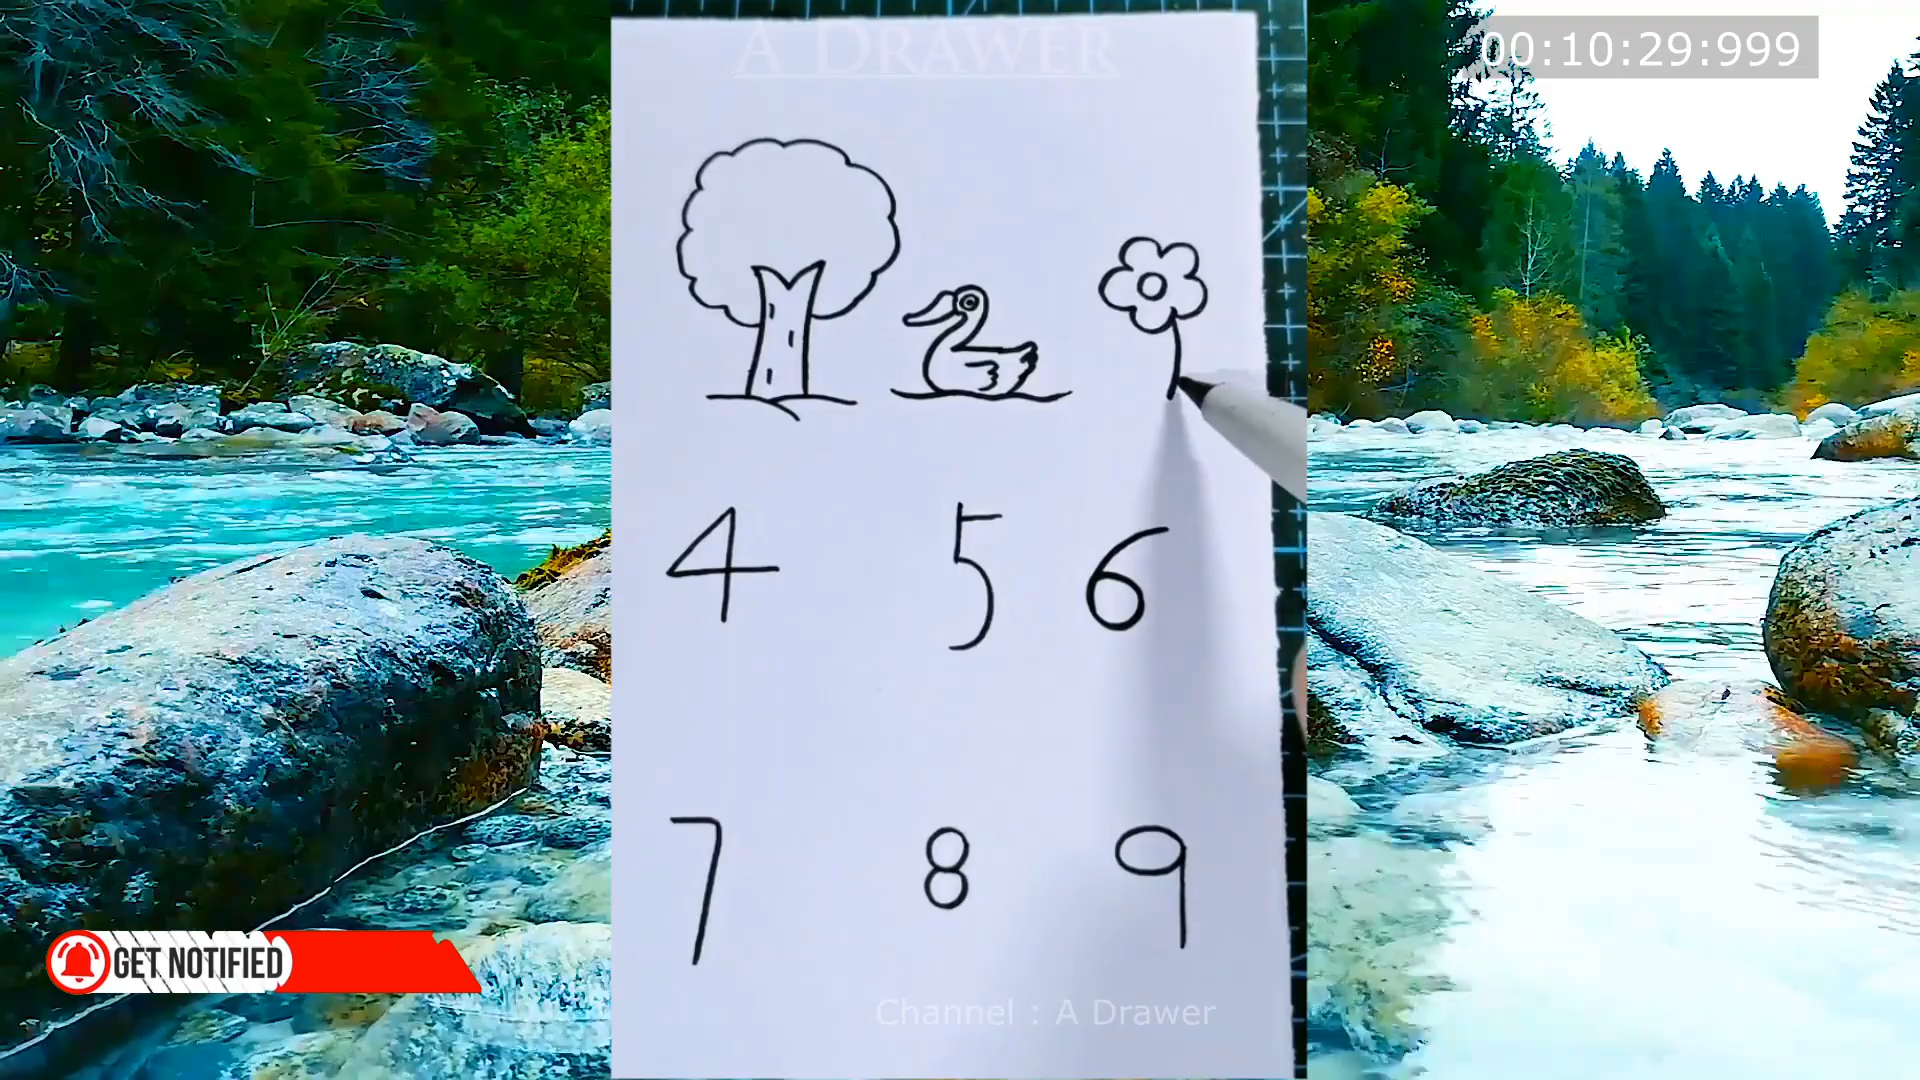 A DRAWER
00:10:29:999
4 5 6
7 8 9
GET NOTIFIED
Channel : A Drawer